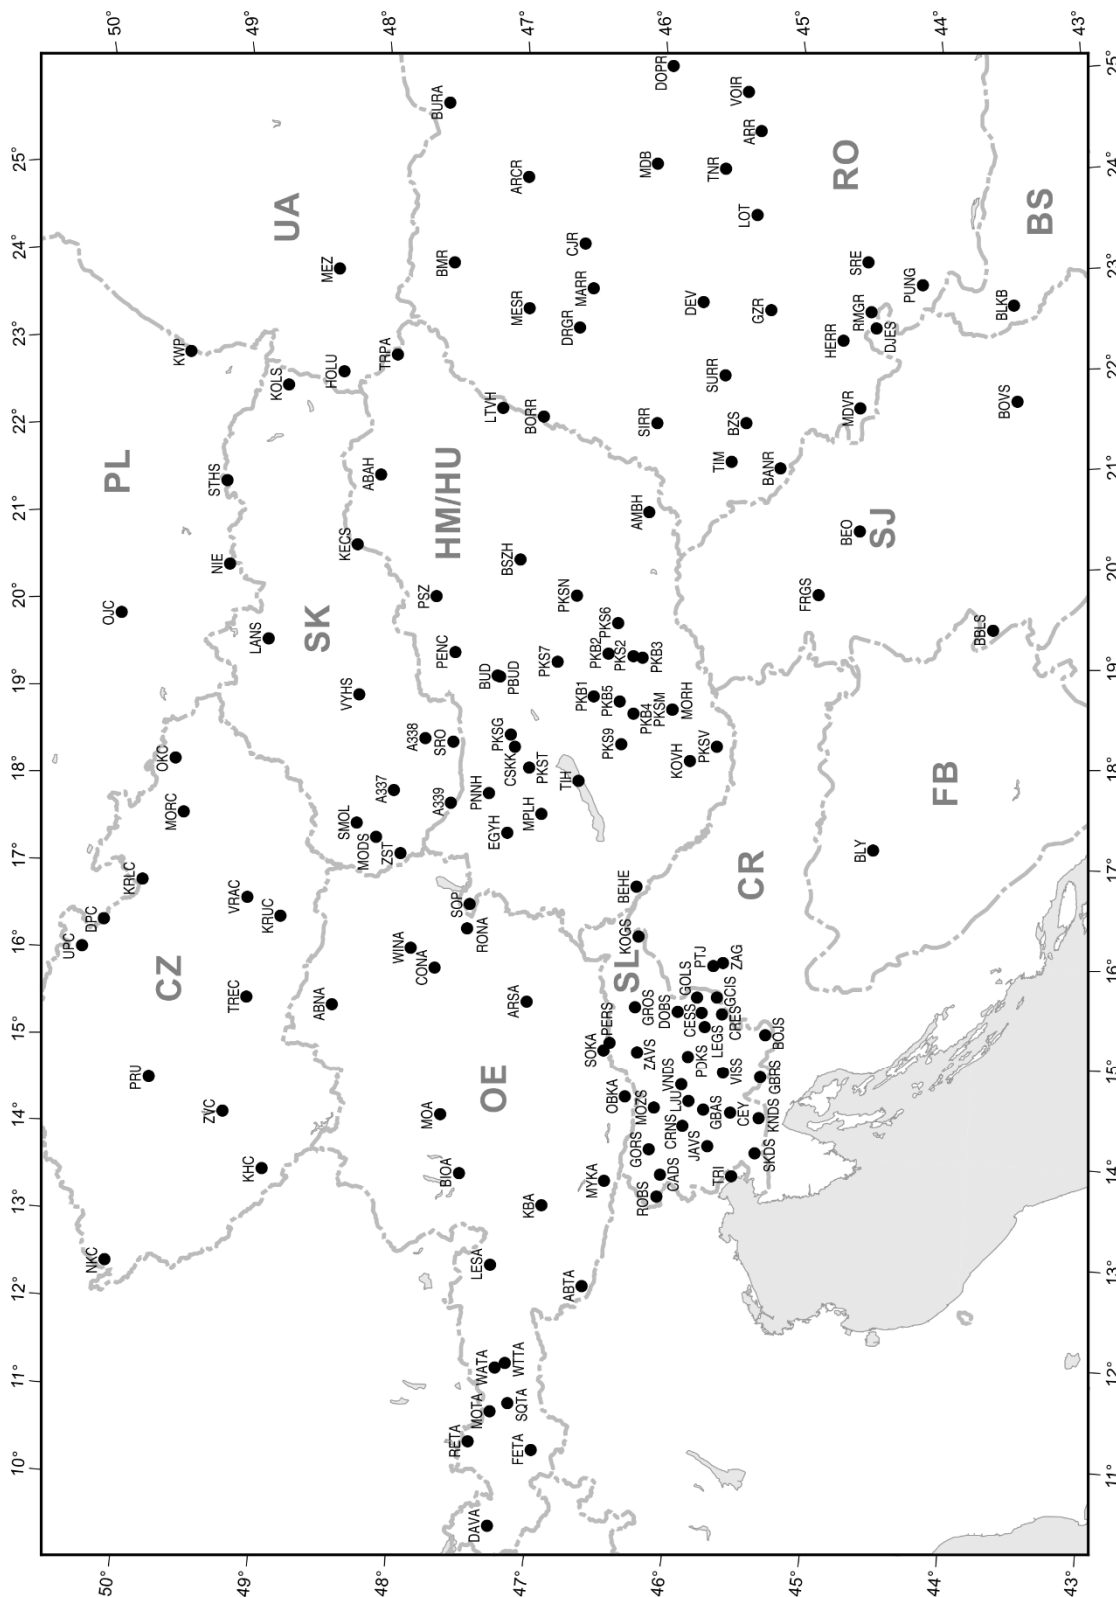 50°
49°
48°
47°
46°
45°
44°
43°
10°
11°
12°
13°
14°
15°
16°
17°
18°
19°
20°
21°
22°
23°
24°
25°
PL
UA
CZ
SK
HM/HU
OE
SL
CR
FB
SJ
RO
BS
NKC
KHC
ZVC
PRU
TREC
UPC
DPC
KRLC
VRAC
KRUC
MORC
OKC
OJC
NIE
STHS
LANS
KWP
KOLS
HOLU
MEZ
TRPA
BURA
VYHS
KECS
ABAH
SMOL
MODS
ZST
A337
A338
A339
SRO
PENC
PSZ
BUD
PBUD
PKSG
CSKK
PKST
PNNH
EGYH
MPLH
TIH
SOP
RONA
WINA
CONA
ABNA
ARSA
MOA
BIOA
KBA
LESA
ABTA
WATA
WTTA
MOTA
SQTA
RETA
FETA
DAVA
MYKA
OBKA
SOKA
PERS
BEHE
KOGS
GROS
DOBS
ZAVS
VNDS
MOZS
LJU
CRNS
GORS
CADS
ROBS
JAVS
TRI
SKDS
KNDS
CEY
GBAS
GBRS
VISS
PDKS
LEGS
CESS
CRES
GCIS
GOLS
PTJ
ZAG
BOJS
BLY
PKS7
PKSN
BSZH
PKB1
PKB2
PKS2
PKS6
PKB3
PKB5
PKB4
PKSM
MORH
PKS9
KOVH
PKSV
AMBH
LTVH
BORR
BMR
ARCR
MESR
DRGR
MARR
CJR
MDB
DOPR
VOIR
ARR
TNR
LOT
DEV
GZR
SURR
SIRR
BZS
TIM
BANR
BEO
FRGS
BBLS
MDVR
HERR
RMGR
DJES
SRE
PUNG
BLKB
BOVS
50°
49°
48°
47°
46°
45°
44°
43°
11°
12°
13°
14°
15°
16°
17°
18°
19°
20°
21°
22°
23°
24°
25°